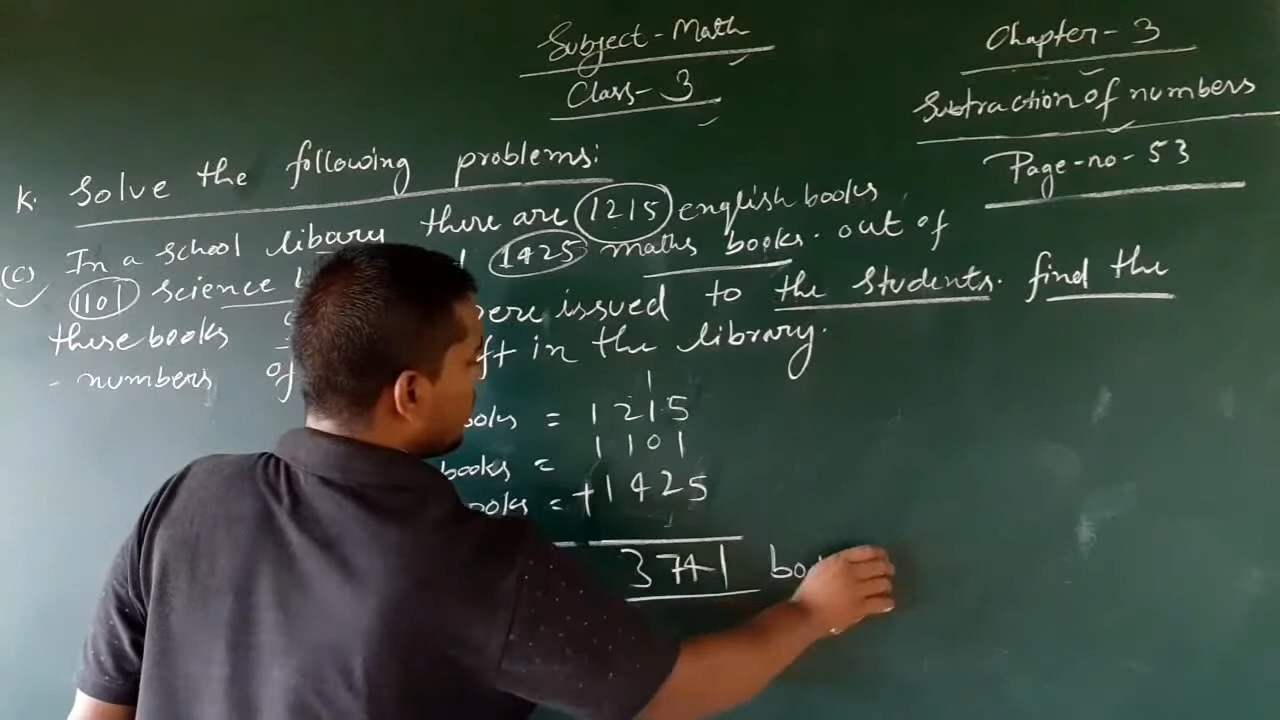 Subject - Math
Class - 3
Chapter - 3
Subtraction of numbers
Page - no - 53
K. Solve the following problems:
(C) In a school libary there are 1215 english books
1101 science 1425 maths books. out of
these books were issued to the students. find the
- numbers of in the library.
1
= 1215
1101
books =
= + 1425
3741